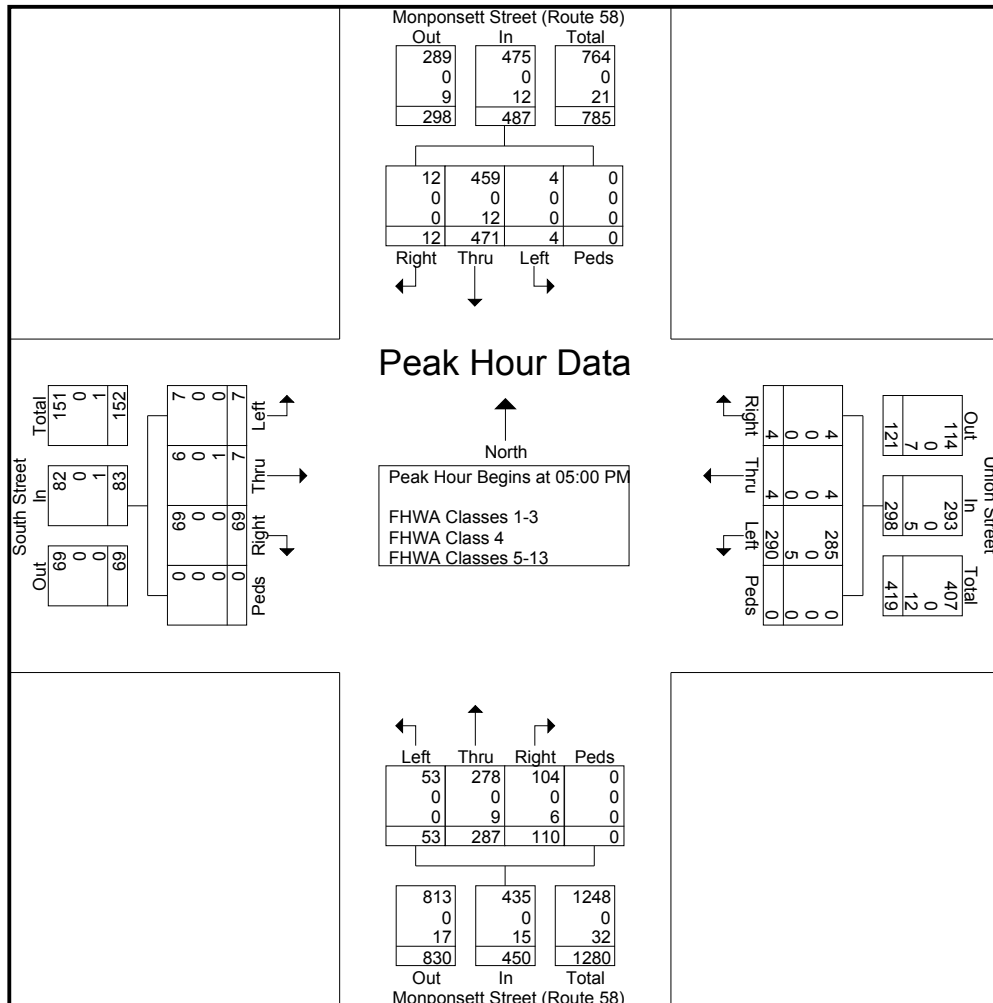 Monponsett Street (Route 58)
Out In Total
289 475 764
0 0 0
9 12 21
298 487 785
12 459 4 0
0 0 0 0
0 12 0 0
12 471 4 0
Right Thru Left Peds
Peak Hour Data
North
Peak Hour Begins at 05:00 PM
FHWA Classes 1-3
FHWA Class 4
FHWA Classes 5-13
South Street
Total In Out
151 82 69
0 0 0
1 1 0
152 83 69
7 6 69 0
0 0 0 0
0 1 0 0
7 7 69 0
Left Thru Right Peds
Right Thru Left Peds
4 4 290 0
0 0 5 0
0 0 0 0
4 4 285 0
Union Street
Out In Total
114 293 407
0 0 0
7 5 12
121 298 419
Left Thru Right Peds
53 278 104 0
0 0 0 0
0 9 6 0
53 287 110 0
813 435 1248
0 0 0
17 15 32
830 450 1280
Out In Total
Monponsett Street (Route 58)